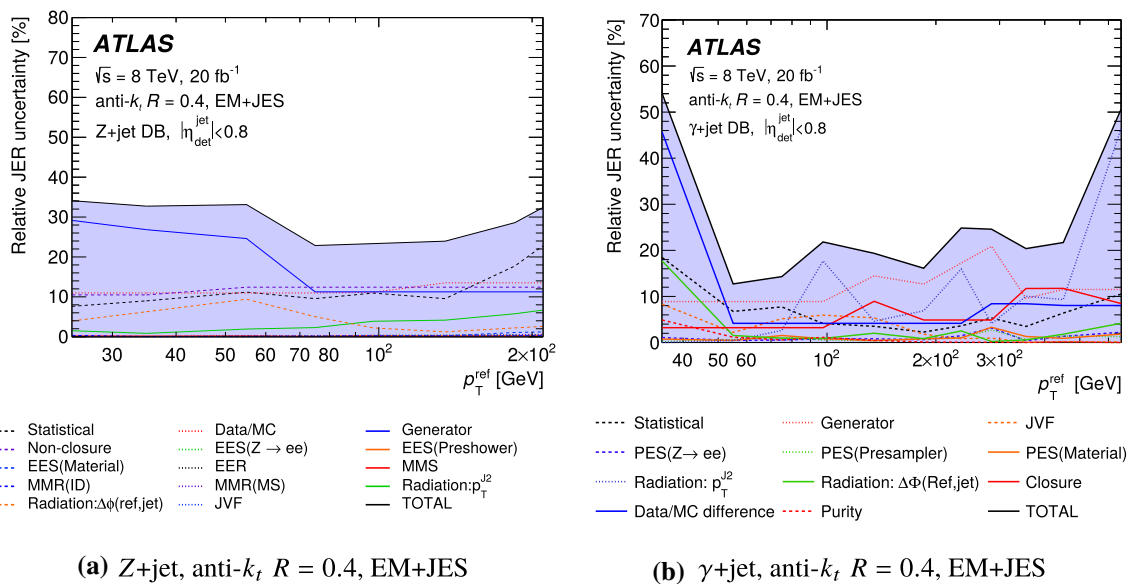 80
70
60
50
40
30
20
10
0
Relative JER uncertainty [%]
ATLAS
√s = 8 TeV, 20 fb⁻¹
anti-kₜ R = 0.4, EM+JES
Z+jet DB, |η_det^jet|<0.8
30 40 50 60 70 80 10² 2×10²
p_T^ref [GeV]
Statistical Data/MC Generator
Non-closure EES(Z → ee) EES(Preshower)
EES(Material) EER MMS
MMR(ID) MMR(MS) Radiation:p_T^J2
Radiation:Δϕ(ref,jet) JVF TOTAL
(a) Z+jet, anti-kₜ R = 0.4, EM+JES
70
60
50
40
30
20
10
0
Relative JER uncertainty [%]
ATLAS
√s = 8 TeV, 20 fb⁻¹
anti-kₜ R = 0.4, EM+JES
γ+jet DB, |η_det^jet|<0.8
40 50 60 10² 2×10² 3×10²
p_T^ref [GeV]
Statistical Generator JVF
PES(Z→ ee) PES(Presampler) PES(Material)
Radiation: p_T^J2 Radiation: ΔΦ(Ref,jet) Closure
Data/MC difference Purity TOTAL
(b) γ+jet, anti-kₜ R = 0.4, EM+JES